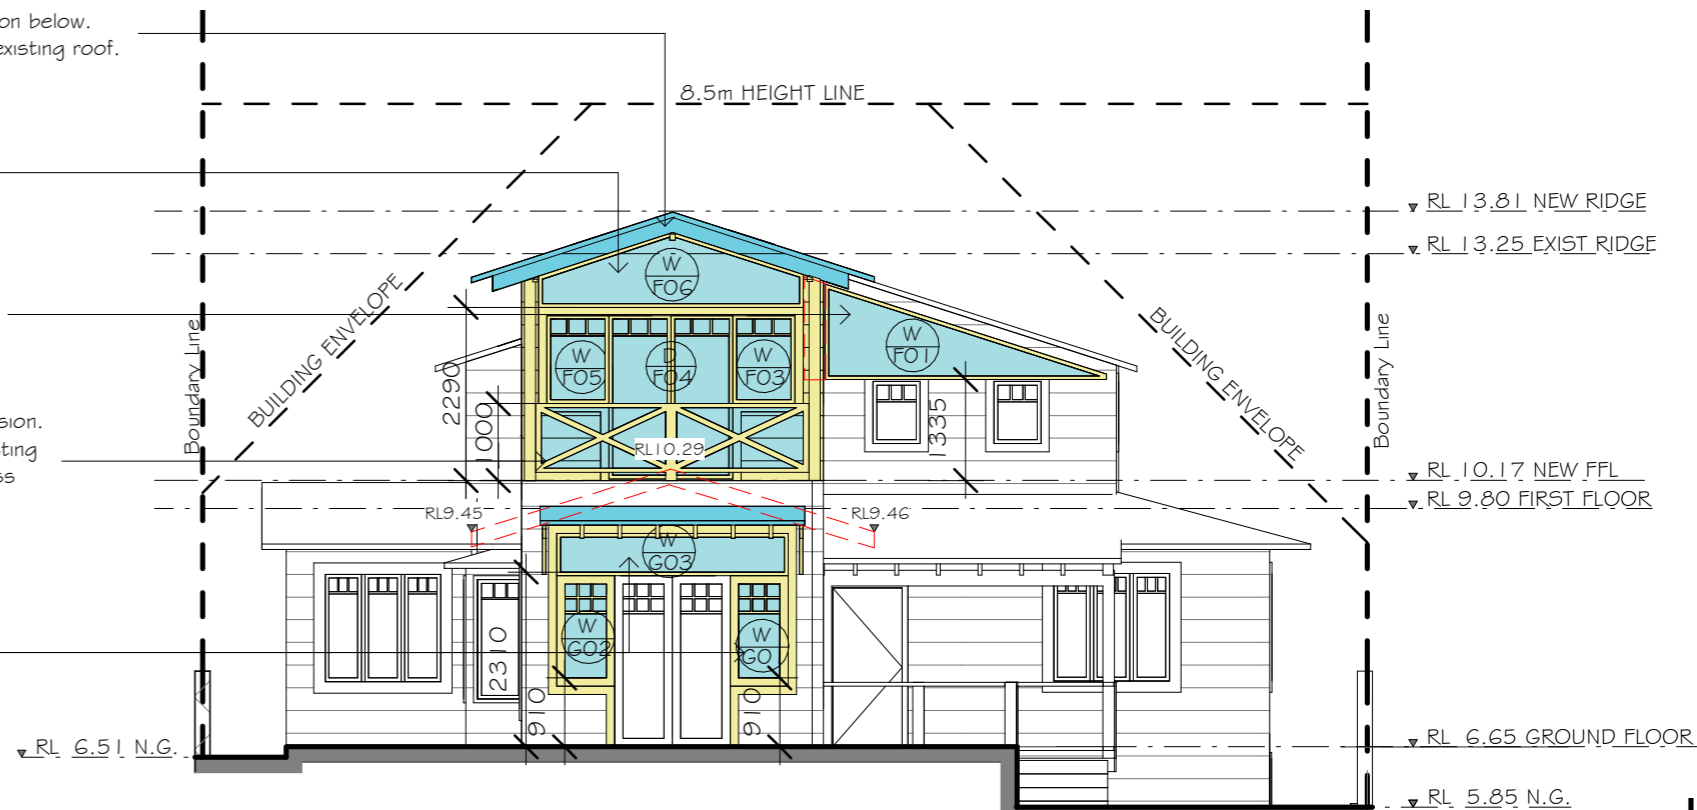 on below.
existing roof.
8.5m HEIGHT LINE
RL 13.81 NEW RIDGE
RL 13.25 EXIST RIDGE
W
F06
BUILDING ENVELOPE
BUILDING ENVELOPE
Boundary Line
Boundary Line
W
F05
D
F04
W
F03
W
F01
2290
1000
1335
sion.
sting
ss
RL10.29
RL 10.17 NEW FFL
RL 9.80 FIRST FLOOR
RL9.45
RL9.46
W
G03
W
G02
W
G0
2310
910
910
RL 6.51 N.G.
RL 6.65 GROUND FLOOR
RL 5.85 N.G.